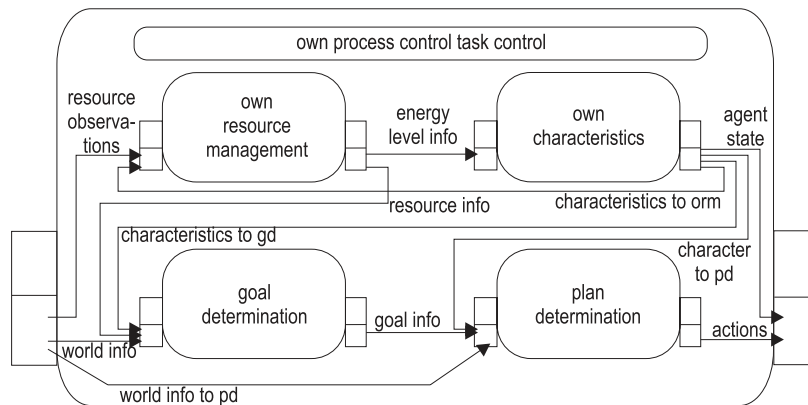 own process control task control
resource
observa-
tions
own
resource
management
energy
level info
own
characteristics
agent
state
resource info
characteristics to orm
characteristics to gd
character
to pd
goal
determination
goal info
plan
determination
actions
world info
world info to pd